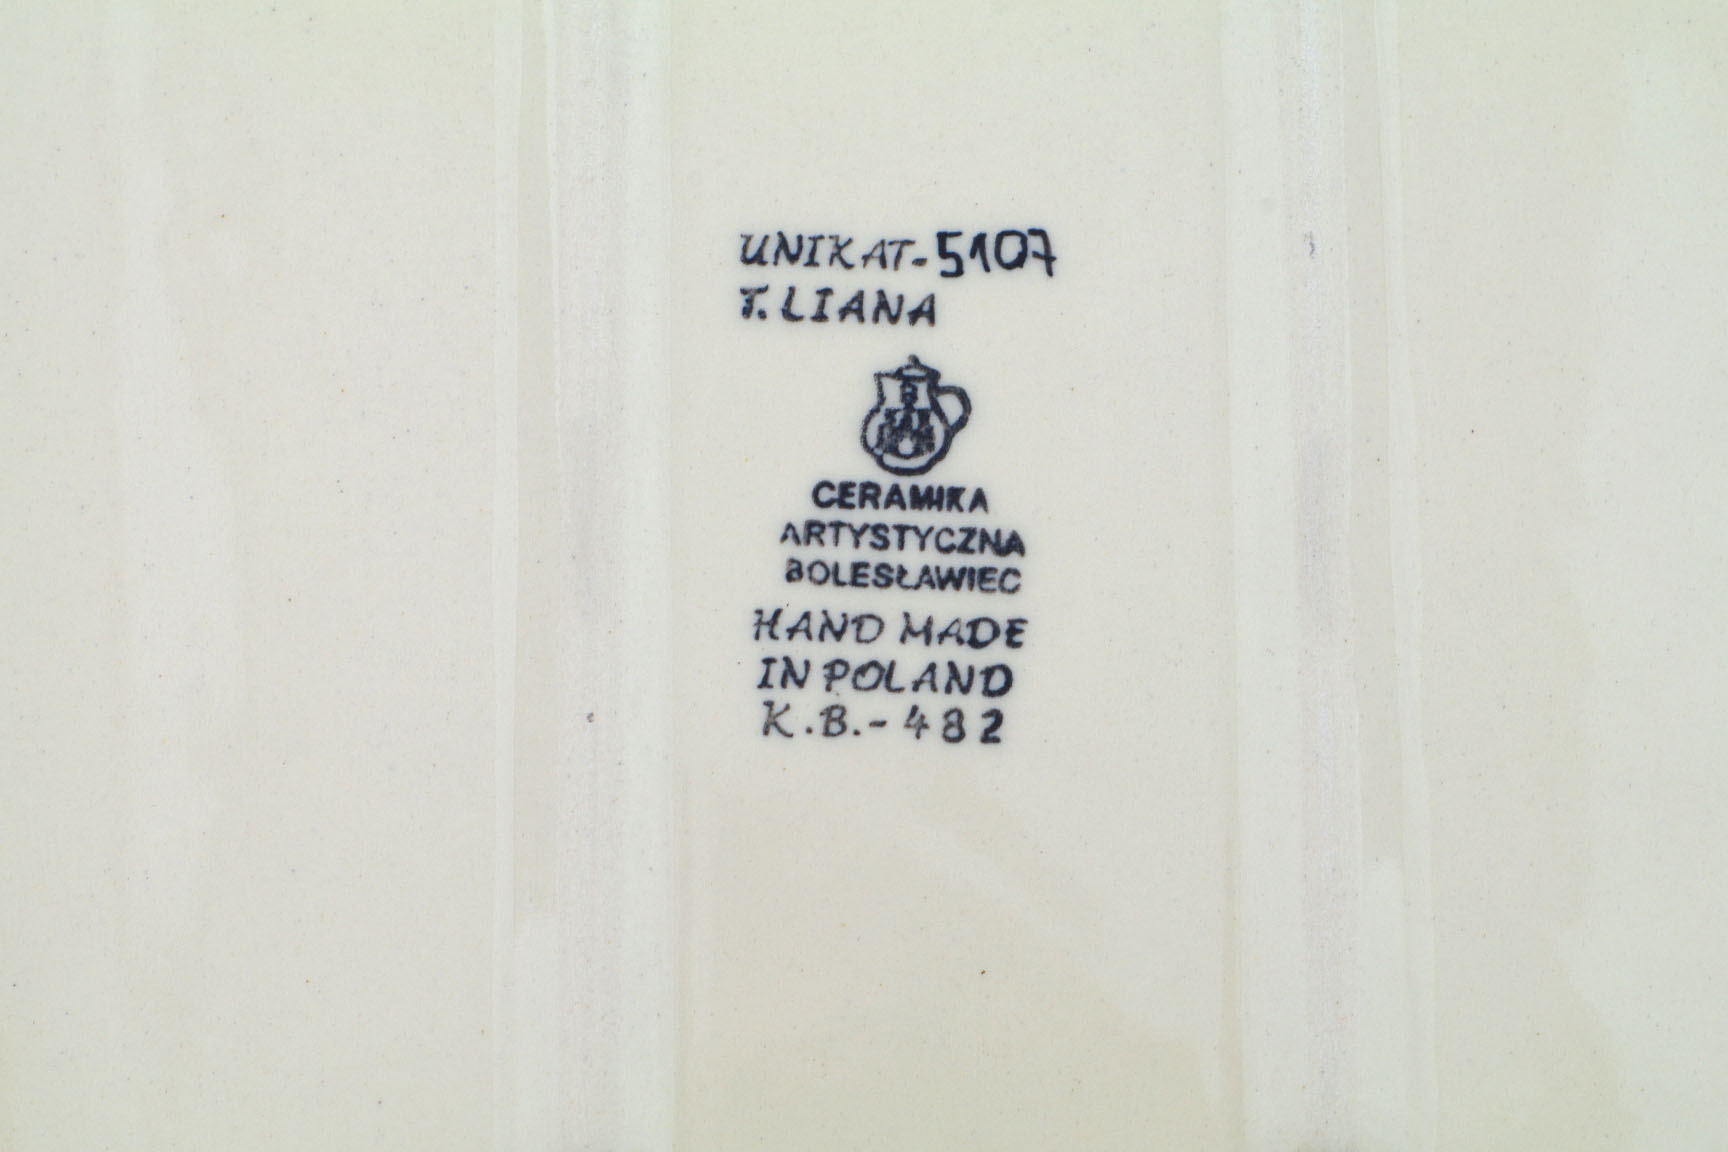 UNIKAT-5107
T. LIANA
CERAMIKA
ARTYSTYCZNA
BOLESŁAWIEC
HAND MADE
IN POLAND
K.B.-482